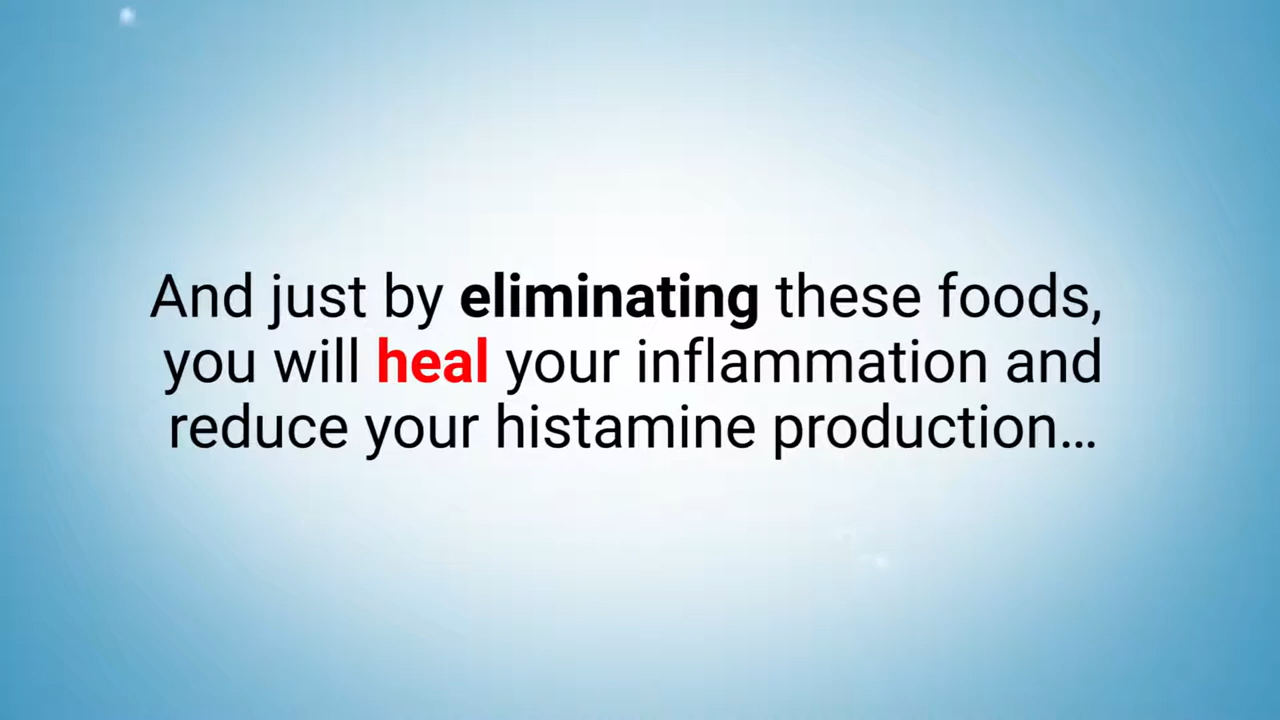 And just by eliminating these foods,
you will heal your inflammation and
reduce your histamine production…